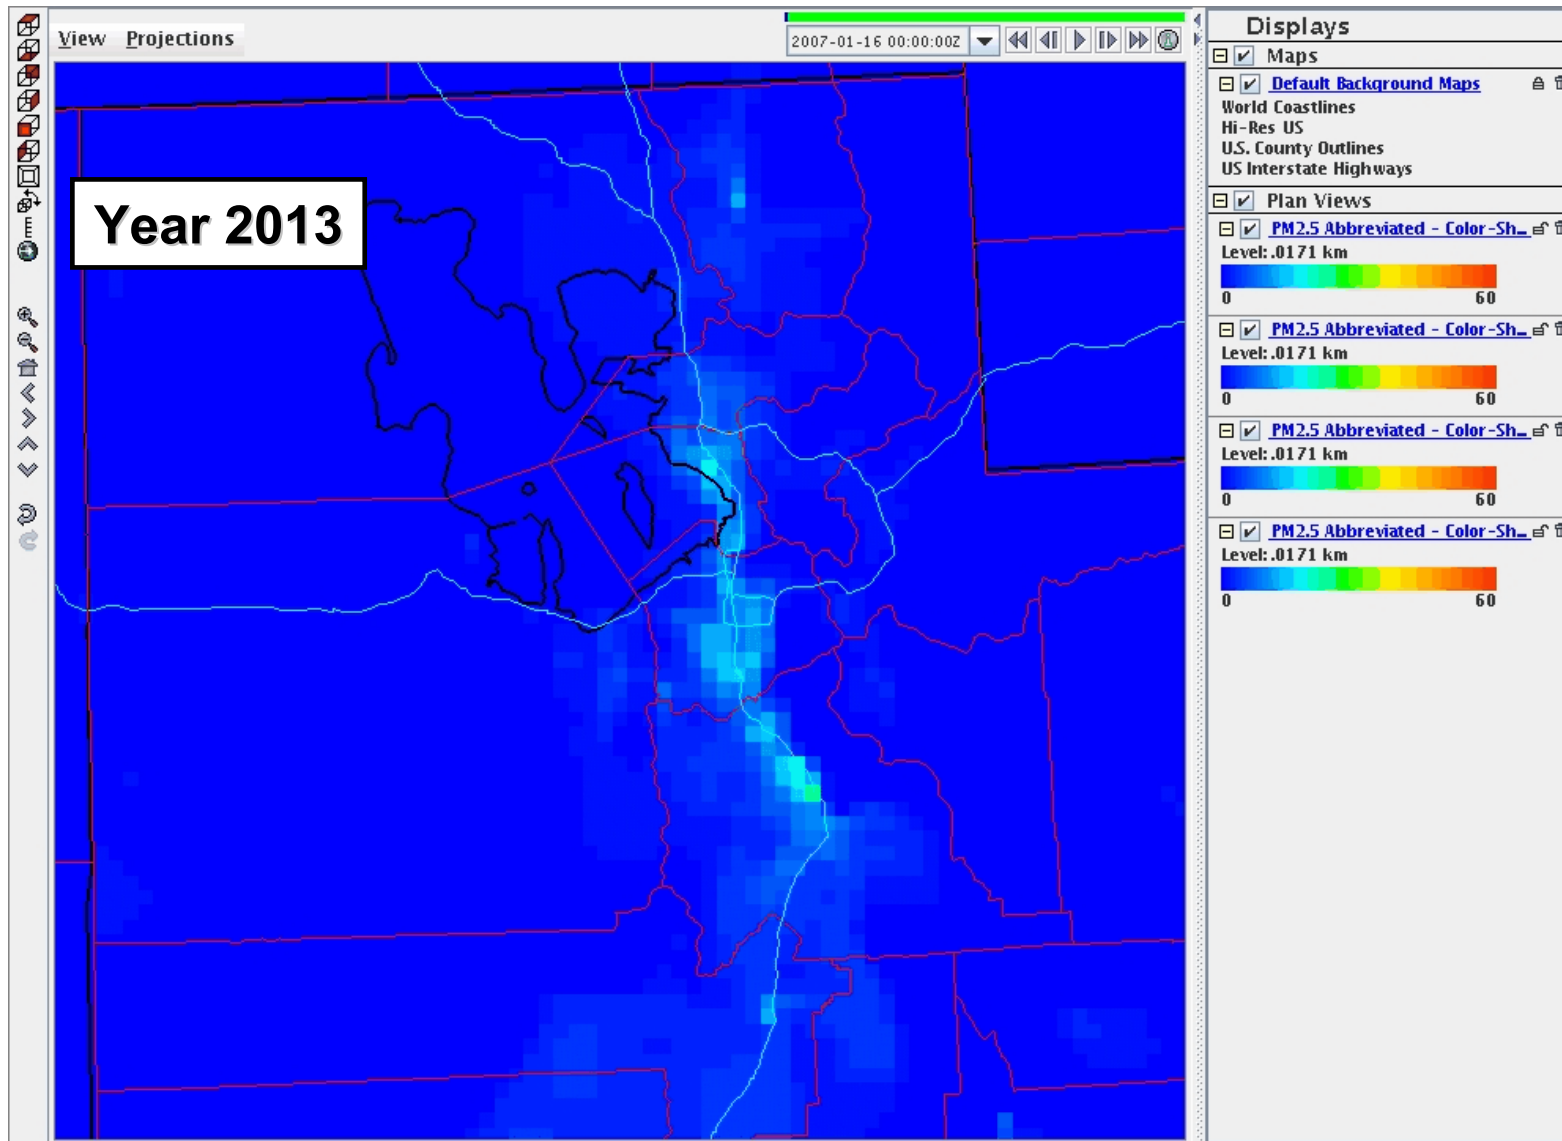 View Projections
2007-01-16 00:00:00Z
Year 2013
E
Displays
Maps
Default Background Maps
World Coastlines
Hi-Res US
U.S. County Outlines
US Interstate Highways
Plan Views
PM2.5 Abbreviated - Color-Sh...
Level: .0171 km
0 60
PM2.5 Abbreviated - Color-Sh...
Level: .0171 km
0 60
PM2.5 Abbreviated - Color-Sh...
Level: .0171 km
0 60
PM2.5 Abbreviated - Color-Sh...
Level: .0171 km
0 60